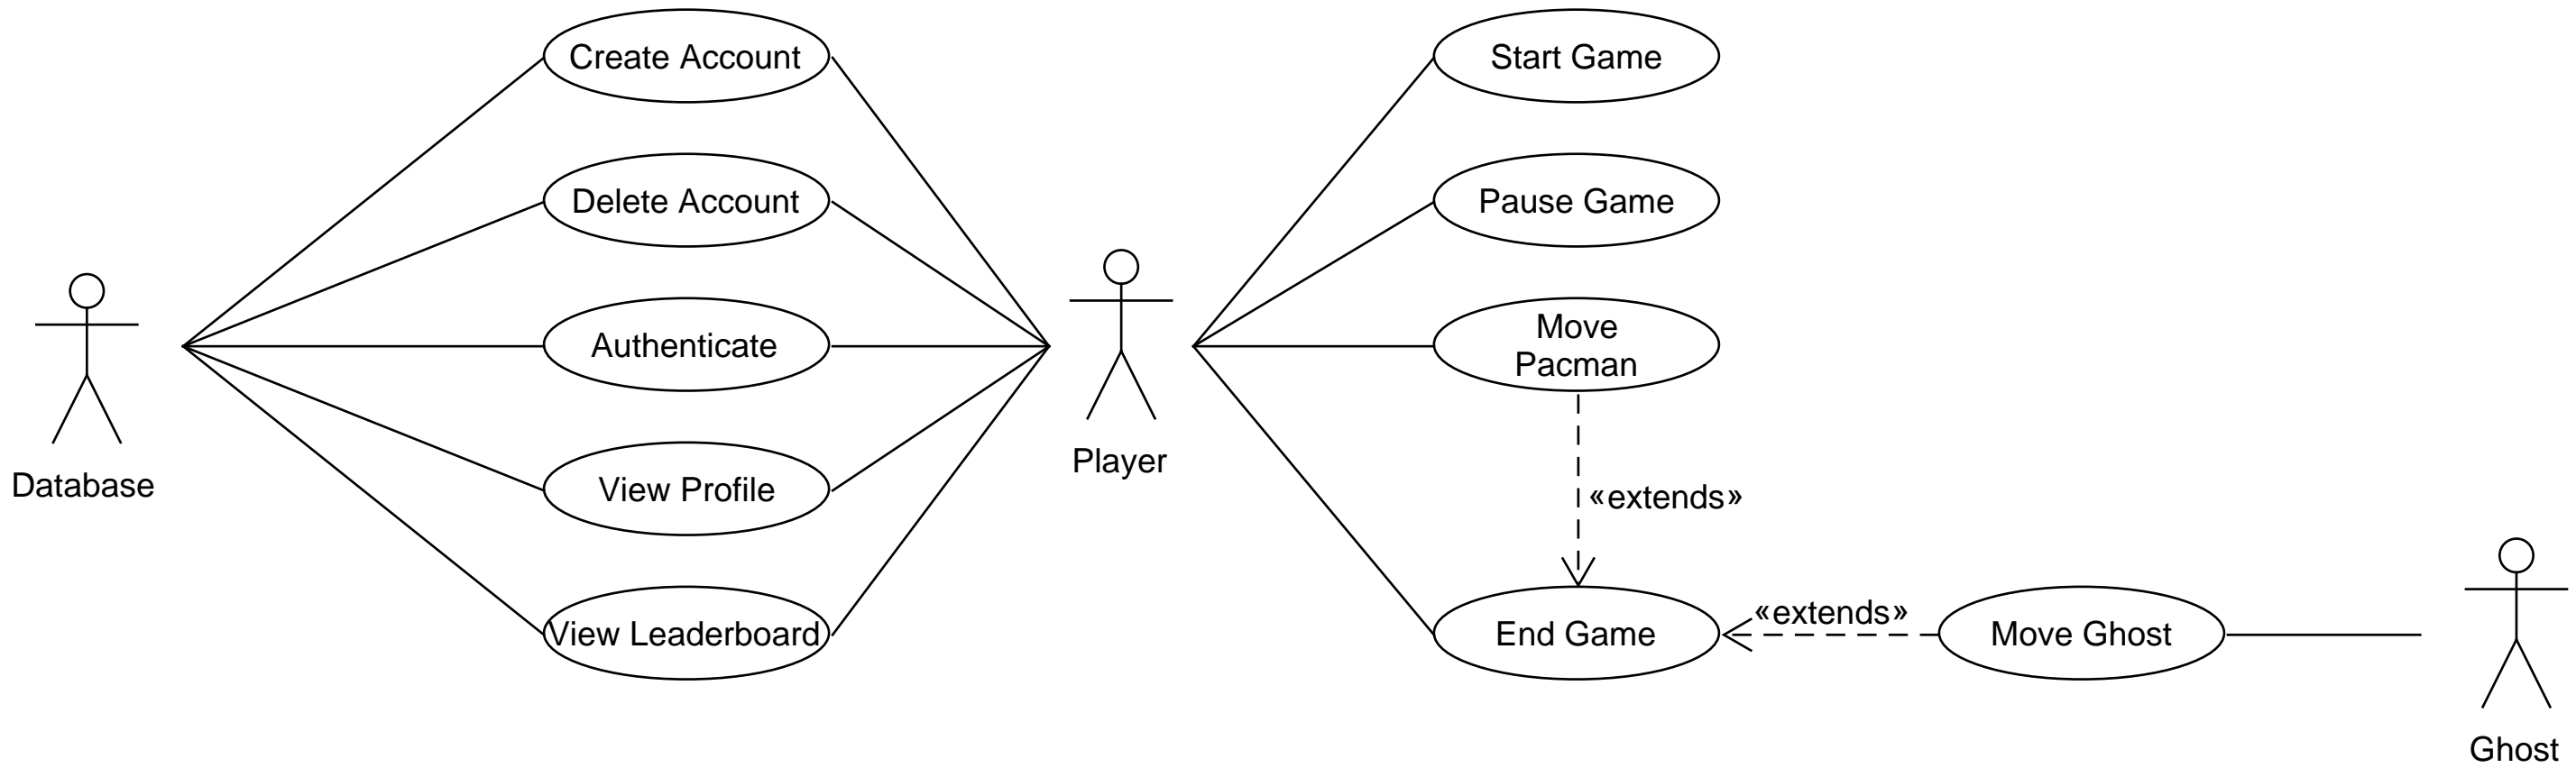 Create Account
Delete Account
Authenticate
View Profile
View Leaderboard
Database
Player
Start Game
Pause Game
Move
Pacman
«extends»
End Game
«extends»
Move Ghost
Ghost